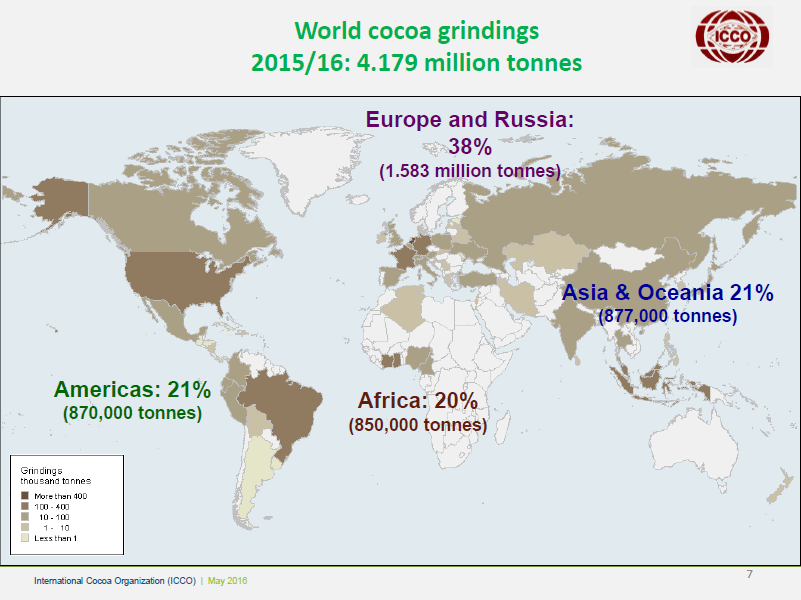 World cocoa grindings
2015/16: 4.179 million tonnes
ICCO
Europe and Russia:
38%
(1.583 million tonnes)
Asia & Oceania 21%
(877,000 tonnes)
Americas: 21%
(870,000 tonnes)
Africa: 20%
(850,000 tonnes)
Grindings
thousand tonnes
More than 400
100 - 400
10 - 100
1 - 10
Less than 1
International Cocoa Organization (ICCO) | May 2016
7